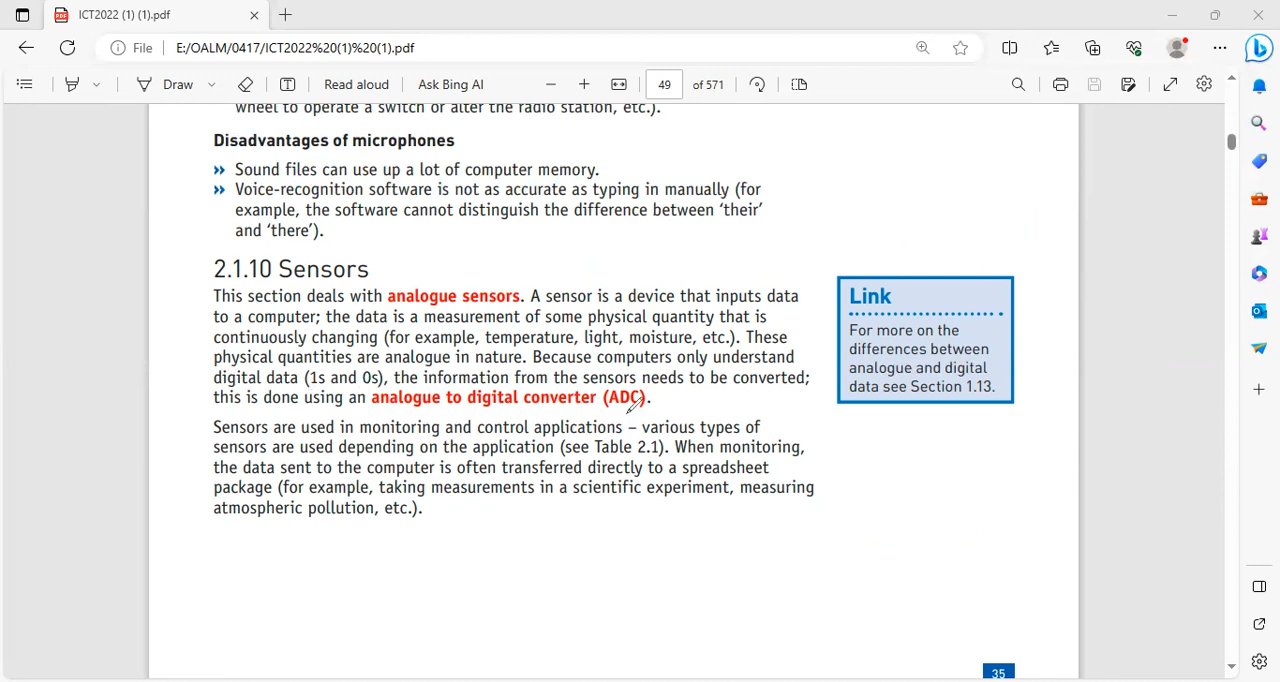 ICT2022 (1) (1).pdf
File
E:/OALM/0417/ICT2022%20(1)%20(1).pdf
Draw
Read aloud
Ask Bing AI
49
of 571
wheel to operate a switch or alter the radio station, etc.).
Disadvantages of microphones
» Sound files can use up a lot of computer memory.
» Voice-recognition software is not as accurate as typing in manually (for
example, the software cannot distinguish the difference between ‘their’
and ‘there’).
2.1.10 Sensors
This section deals with analogue sensors. A sensor is a device that inputs data
to a computer; the data is a measurement of some physical quantity that is
continuously changing (for example, temperature, light, moisture, etc.). These
physical quantities are analogue in nature. Because computers only understand
digital data (1s and 0s), the information from the sensors needs to be converted;
this is done using an analogue to digital converter (ADC).
Sensors are used in monitoring and control applications – various types of
sensors are used depending on the application (see Table 2.1). When monitoring,
the data sent to the computer is often transferred directly to a spreadsheet
package (for example, taking measurements in a scientific experiment, measuring
atmospheric pollution, etc.).
Link
For more on the
differences between
analogue and digital
data see Section 1.13.
35